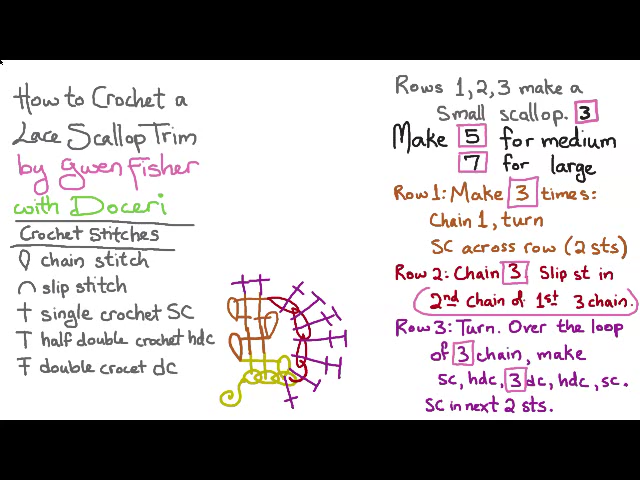 How to Crochet a
Lace Scallop Trim
by gwen Fisher
with Doceri
Crochet Stitches
chain stitch
slip stitch
single crochet SC
half double crochet hdc
double crocet dc
Rows 1, 2, 3 make a
Small scallop. 3
Make 5 for medium
7 for large
Row 1: Make 3 times:
Chain 1, turn
SC across row (2 sts)
Row 2: Chain 3 Slip st in
(2nd chain of 1st 3 chain.)
Row 3: Turn. Over the loop
of 3 chain, make
sc, hdc, 3 dc, hdc, sc.
SC in next 2 sts.